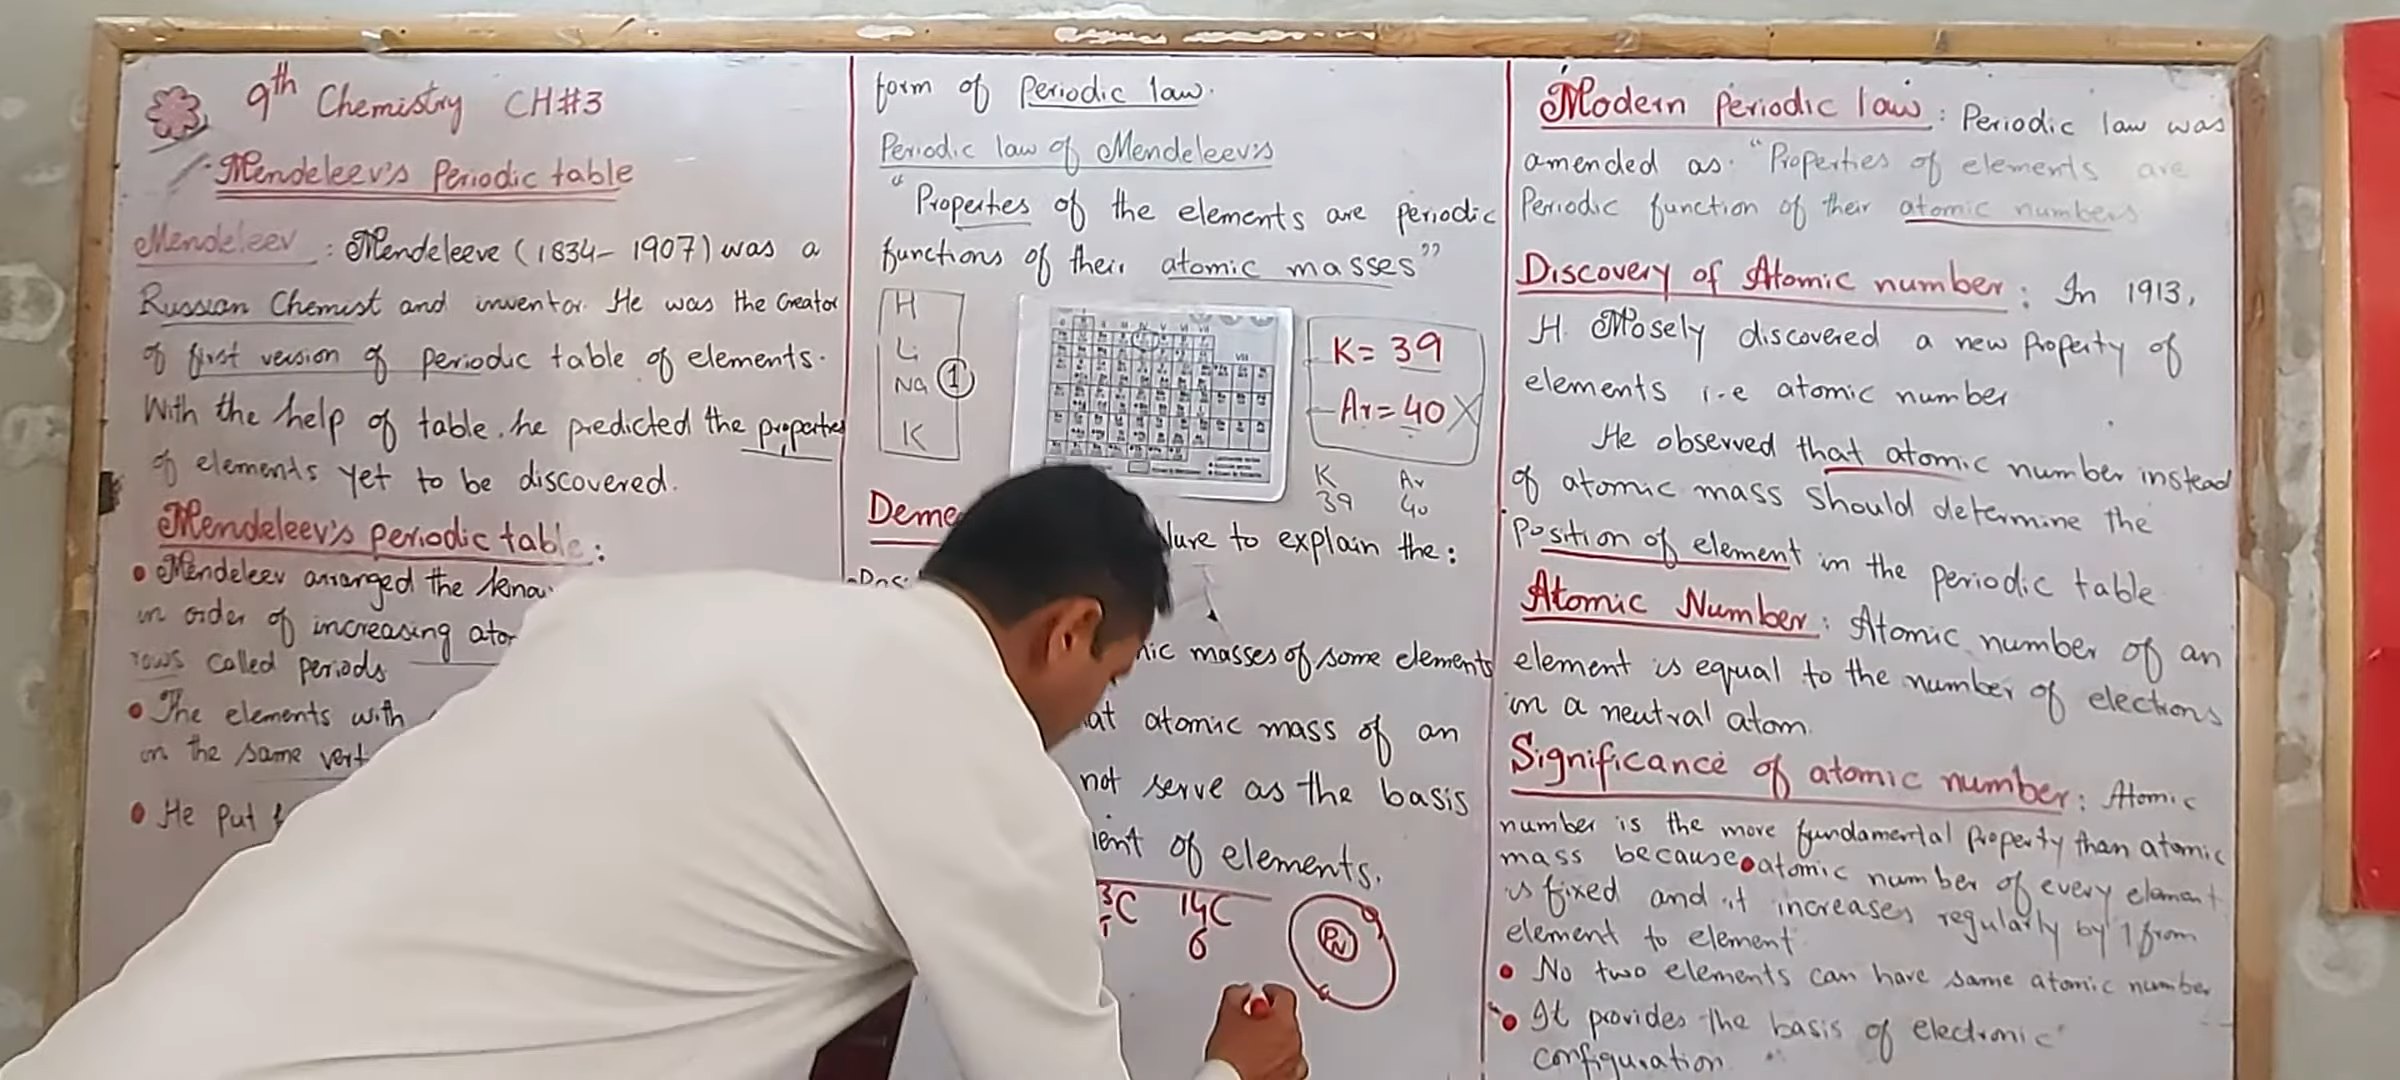 9th Chemistry CH#3
Mendeleev's Periodic table
Mendeleev : Mendeleeve (1834- 1907) was a
Russian Chemist and inventor. He was the Creator
of first version of periodic table of elements.
With the help of table, he predicted the properties
of elements yet to be discovered.
Mendeleev's periodic table:
• Mendeleev arranged the
in order of increasing
rows called periods
• The elements with
in the same
• He put
form of Periodic law.
Periodic law of Mendeleev's
"Properties of the elements are periodic
functions of their atomic masses"
H
Li
Na 1
K
K= 39
Ar= 40 X
K Ar
39 40
to explain the:
masses of some elements
atomic mass of an
not serve as the basis
of elements.
C 14C
6
PN
Modern Periodic law : Periodic law was
amended as "Properties of elements are
Periodic function of their atomic numbers
Discovery of Atomic number : In 1913,
H. Mosely discovered a new Property of
elements i-e atomic number
He observed that atomic number instead
of atomic mass should determine the
Position of element in the periodic table
Atomic Number : Atomic number of an
element is equal to the number of electrons
in a neutral atom.
Significance of atomic number: Atomic
number is the more fundamental Property than atomic
mass because • atomic number of every element
is fixed and it increases regularly by 1 from
element to element.
• No two elements can have same atomic number
• It provides the basis of electronic
configuration